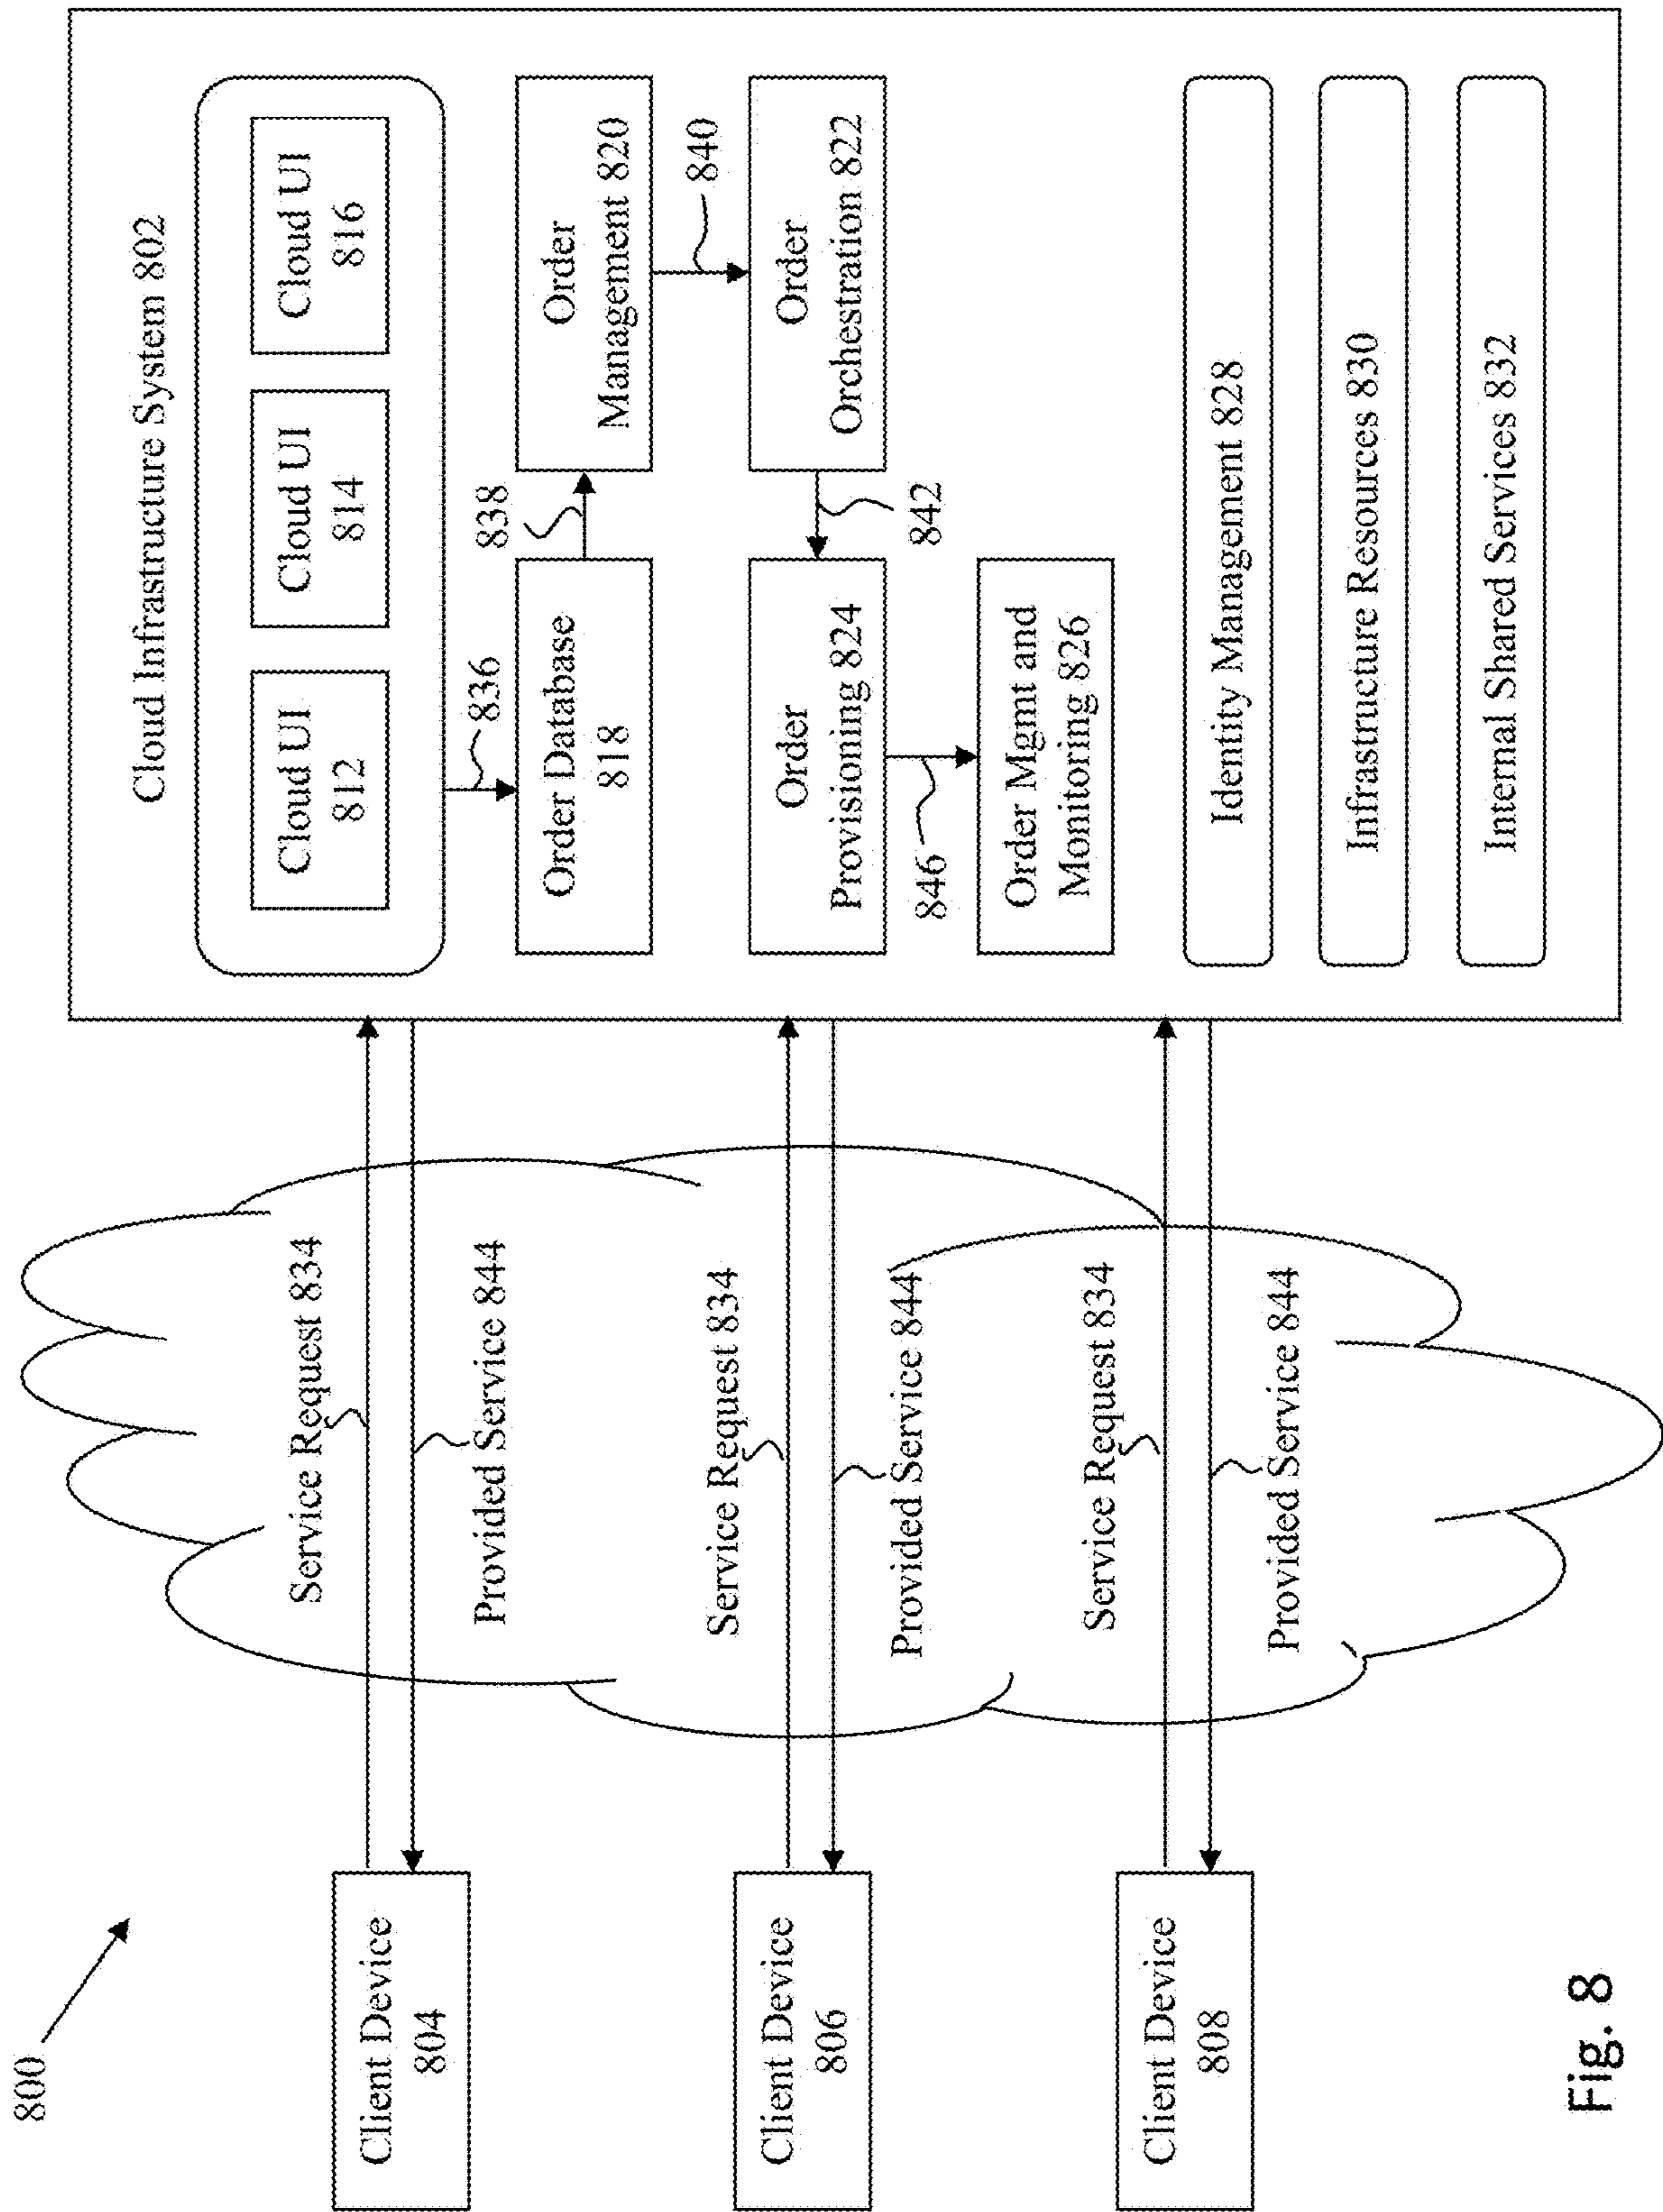 800
Client Device
804
Client Device
806
Client Device
808
Service Request 834
Provided Service 844
Service Request 834
Provided Service 844
Service Request 834
Provided Service 844
Cloud Infrastructure System 802
Cloud UI
812
Cloud UI
814
Cloud UI
816
836
Order Database
818
838
Order
Management 820
840
Order
Provisioning 824
842
Order
Orchestration 822
846
Order Mgmt and
Monitoring 826
Identity Management 828
Infrastructure Resources 830
Internal Shared Services 832
Fig. 8